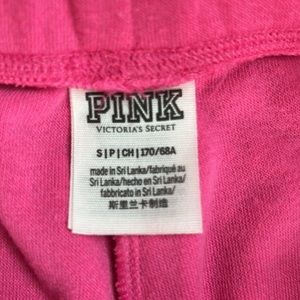 PINK
VICTORIA'S SECRET
S|P|CH|170/68A
made in Sri Lanka/fabriqué au
Sri Lanka/hecho en Sri Lanka/
fabbricato in Sri Lanka/
斯里兰卡制造